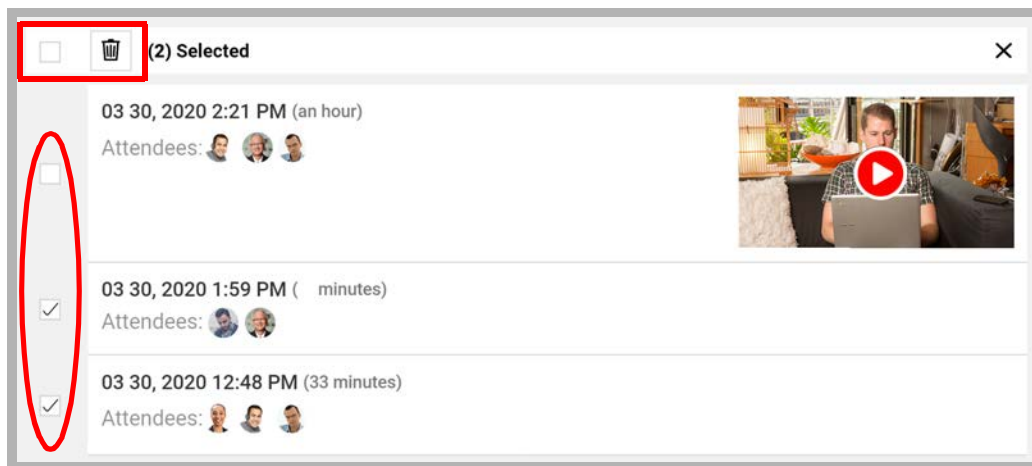 (2) Selected
03 30, 2020 2:21 PM (an hour)
Attendees:
03 30, 2020 1:59 PM ( minutes)
Attendees:
03 30, 2020 12:48 PM (33 minutes)
Attendees: